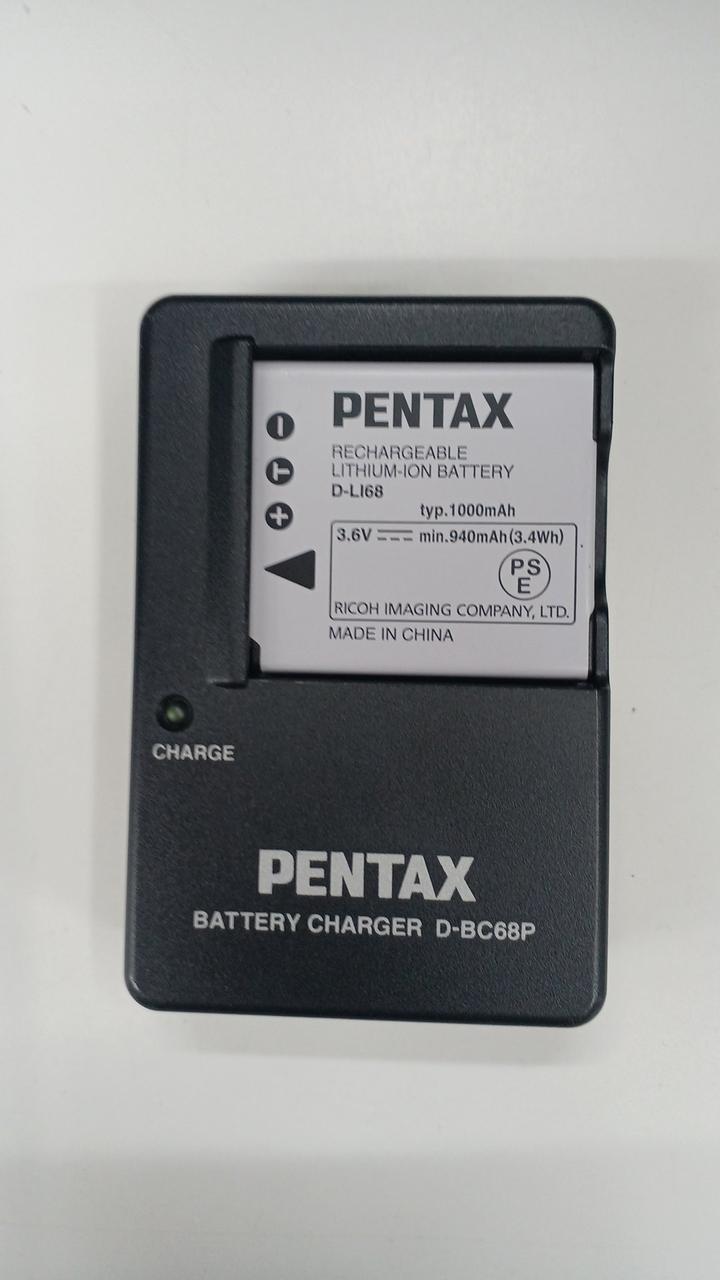 PENTAX
RECHARGEABLE
LITHIUM-ION BATTERY
D-LI68
typ.1000mAh
3.6V min.940mAh(3.4Wh)
PS
E
RICOH IMAGING COMPANY, LTD.
MADE IN CHINA
− T +
CHARGE
PENTAX
BATTERY CHARGER D-BC68P